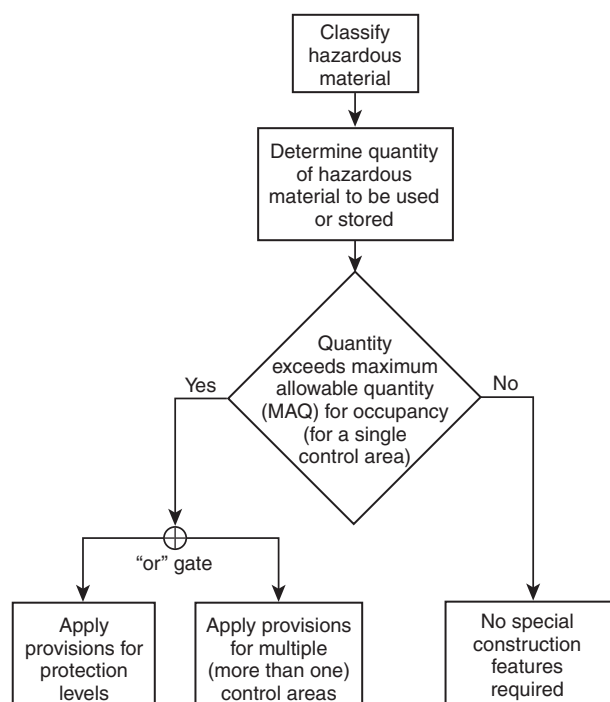 Classify
hazardous
material
Determine quantity
of hazardous
material to be used
or stored
Quantity
exceeds maximum
allowable quantity
(MAQ) for occupancy
(for a single
control area)
Yes
No
“or” gate
Apply
provisions for
protection
levels
Apply provisions
for multiple
(more than one)
control areas
No special
construction
features
required